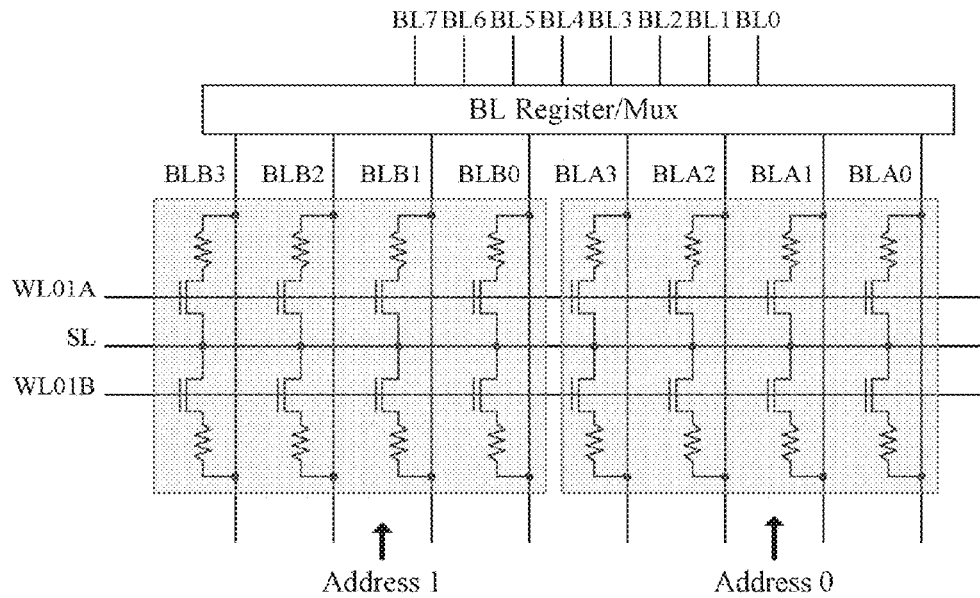 BL7 BL6 BL5 BL4 BL3 BL2 BL1 BL0
BL Register/Mux
BLB3 BLB2 BLB1 BLB0 BLA3 BLA2 BLA1 BLA0
WL01A
SL
WL01B
Address 1 Address 0